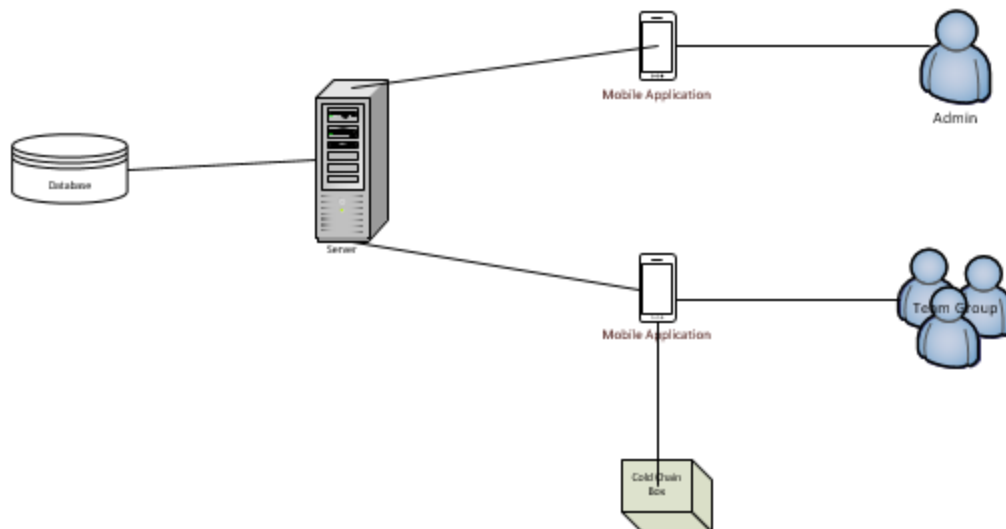 Mobile Application
Admin
Database
Server
Team Group
Mobile Application
Cold Chain
Box